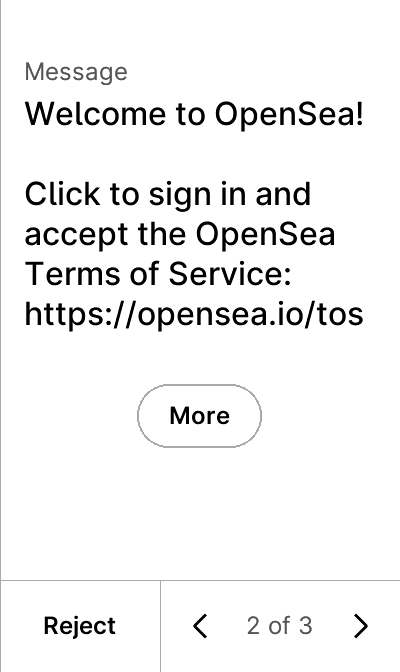 Message
Welcome to OpenSea!
Click to sign in and
accept the OpenSea
Terms of Service:
https://opensea.io/tos
More
Reject
2 of 3